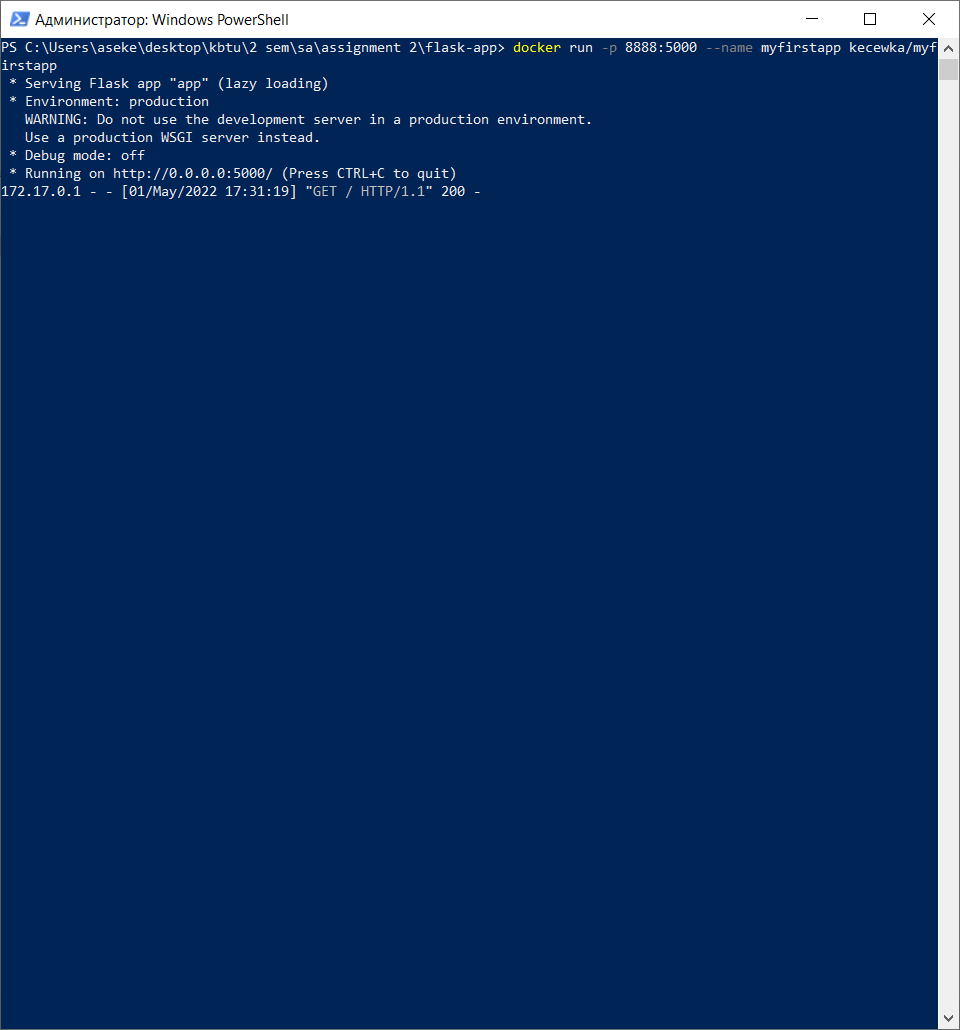 Администратор: Windows PowerShell
PS C:\Users\aseke\desktop\kbtu\2 sem\sa\assignment 2\flask-app> docker run -p 8888:5000 --name myfirstapp kecewka/myf
irstapp
 * Serving Flask app "app" (lazy loading)
 * Environment: production
   WARNING: Do not use the development server in a production environment.
   Use a production WSGI server instead.
 * Debug mode: off
 * Running on http://0.0.0.0:5000/ (Press CTRL+C to quit)
172.17.0.1 - - [01/May/2022 17:31:19] "GET / HTTP/1.1" 200 -